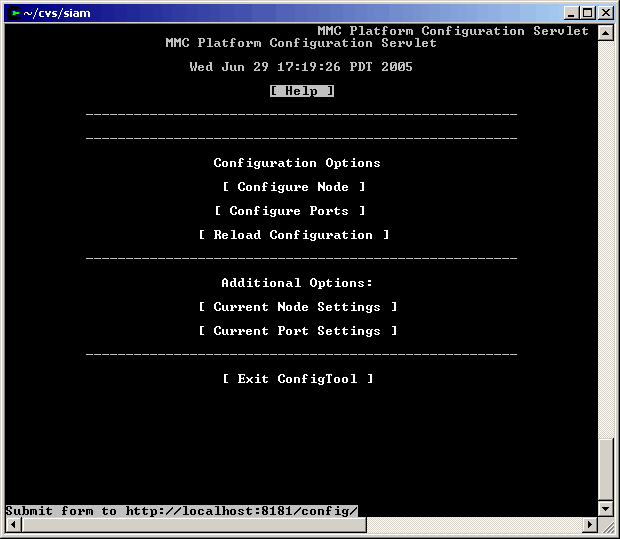 ~/cvs/siam
MMC Platform Configuration Servlet
MMC Platform Configuration Servlet
Wed Jun 29 17:19:26 PDT 2005
[ Help ]
Configuration Options
[ Configure Node ]
[ Configure Ports ]
[ Reload Configuration ]
Additional Options:
[ Current Node Settings ]
[ Current Port Settings ]
[ Exit ConfigTool ]
Submit form to http://localhost:8181/config/